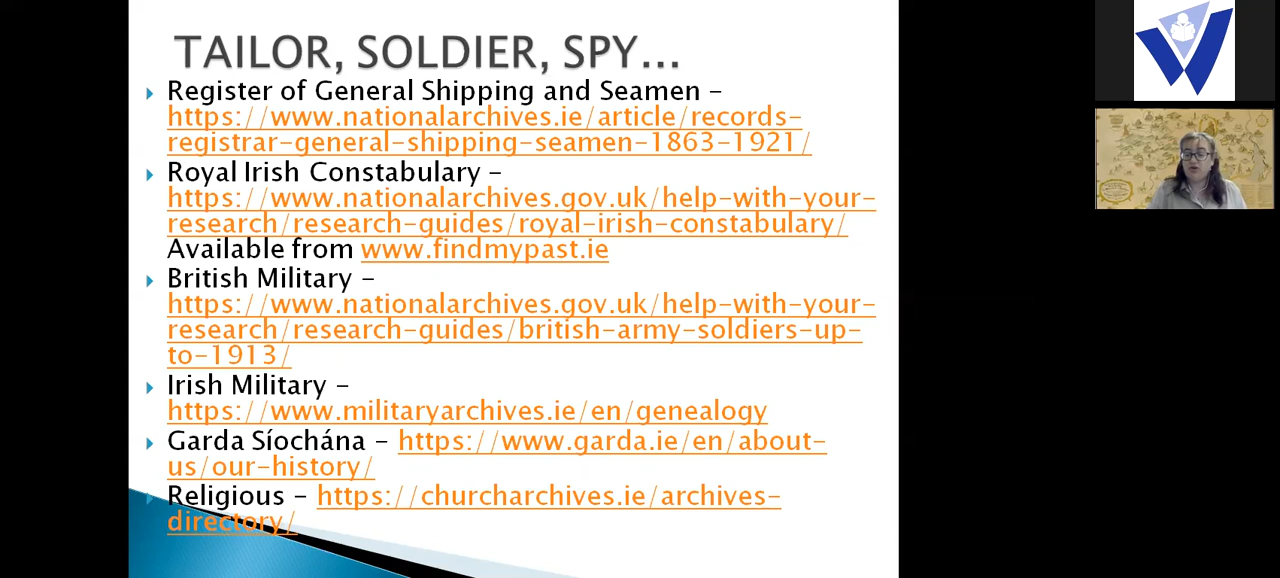 TAILOR, SOLDIER, SPY...
Register of General Shipping and Seamen –
https://www.nationalarchives.ie/article/records-
registrar-general-shipping-seamen-1863-1921/
Royal Irish Constabulary –
https://www.nationalarchives.gov.uk/help-with-your-
research/research-guides/royal-irish-constabulary/
Available from www.findmypast.ie
British Military –
https://www.nationalarchives.gov.uk/help-with-your-
research/research-guides/british-army-soldiers-up-
to-1913/
Irish Military –
https://www.militaryarchives.ie/en/genealogy
Garda Síochána – https://www.garda.ie/en/about-
us/our-history/
Religious – https://churcharchives.ie/archives-
directory/